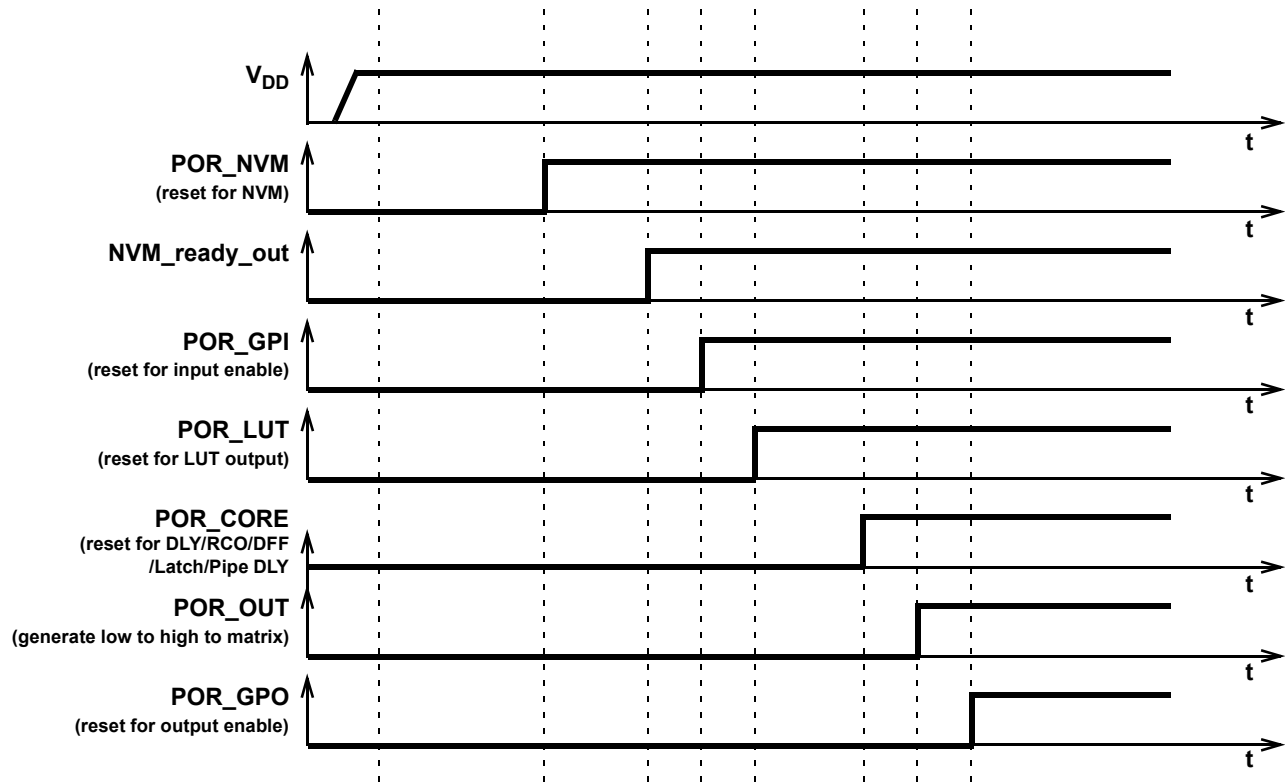 VDD
t
POR_NVM
(reset for NVM)
t
NVM_ready_out
t
POR_GPI
(reset for input enable)
t
POR_LUT
(reset for LUT output)
t
POR_CORE
(reset for DLY/RCO/DFF
/Latch/Pipe DLY
t
POR_OUT
(generate low to high to matrix)
t
POR_GPO
(reset for output enable)
t